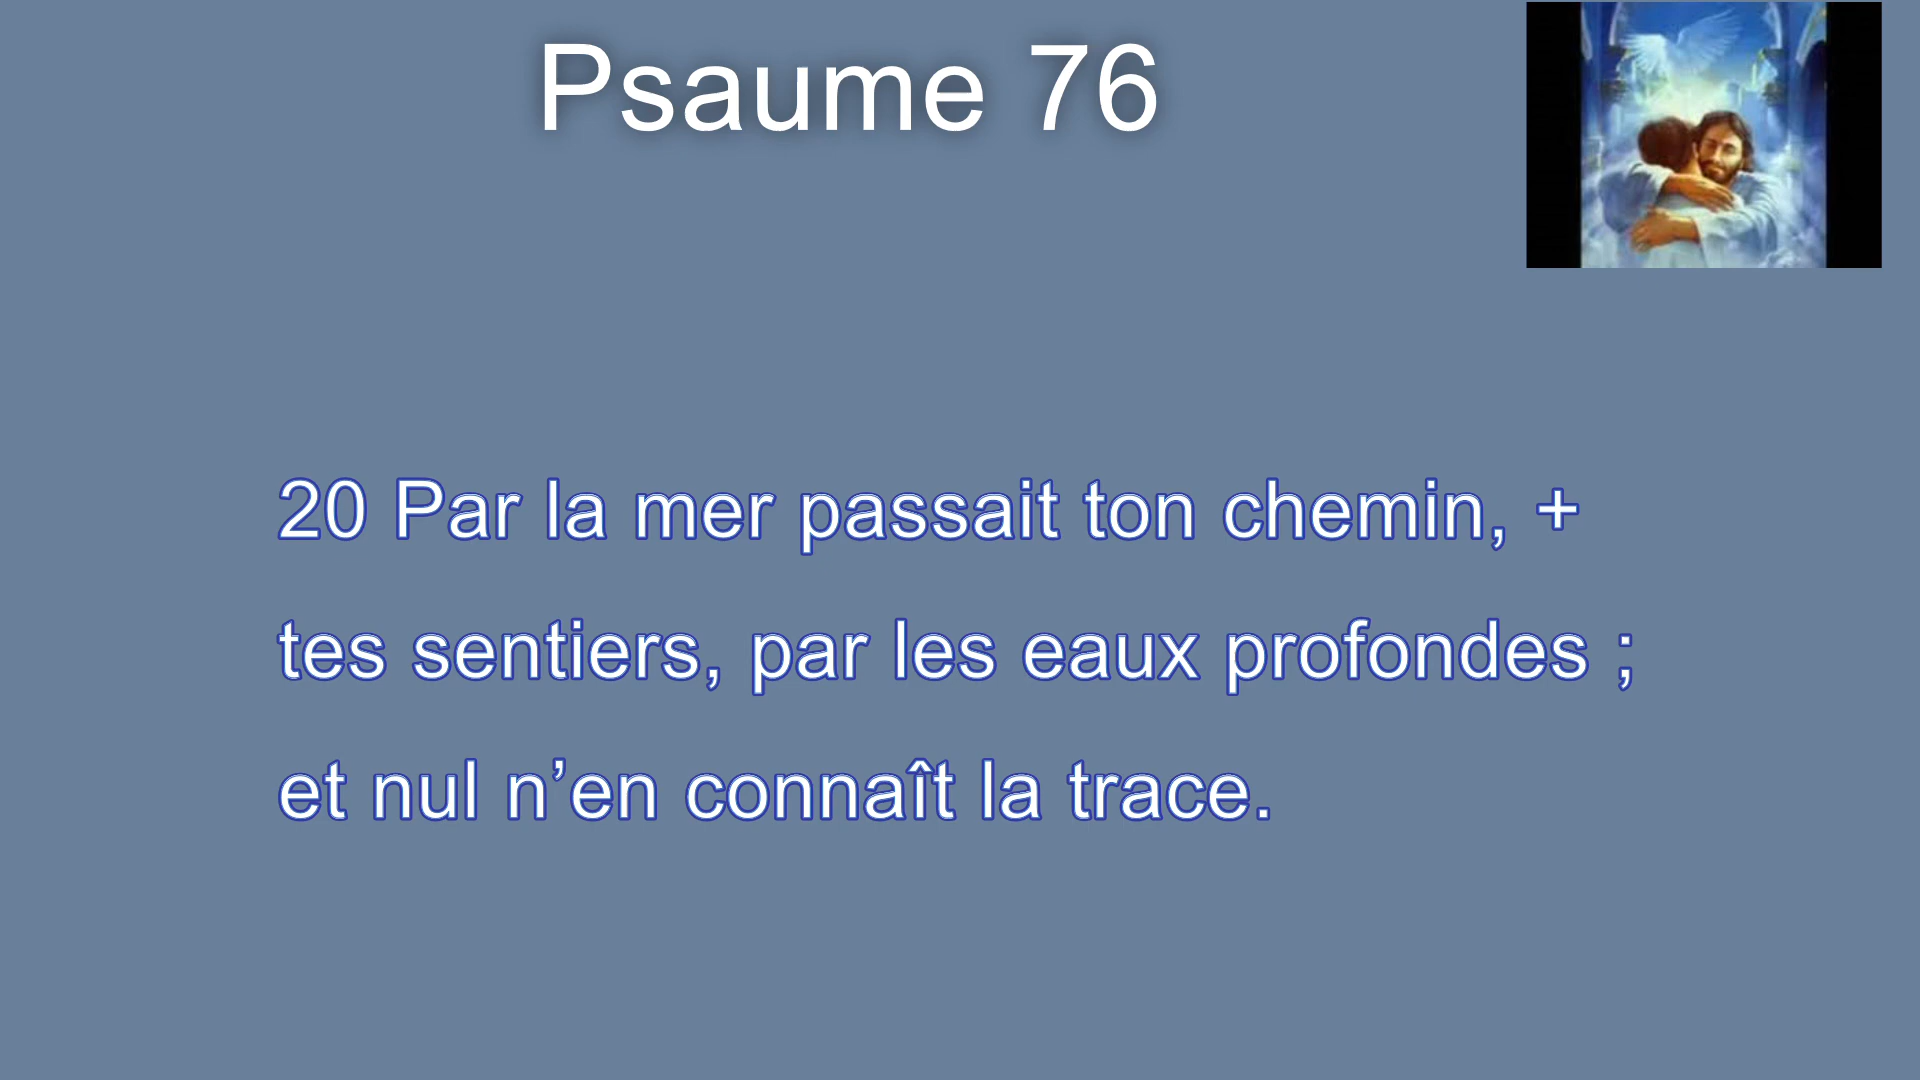 Psaume 76
20 Par la mer passait ton chemin, +
tes sentiers, par les eaux profondes ;
et nul n’en connaît la trace.